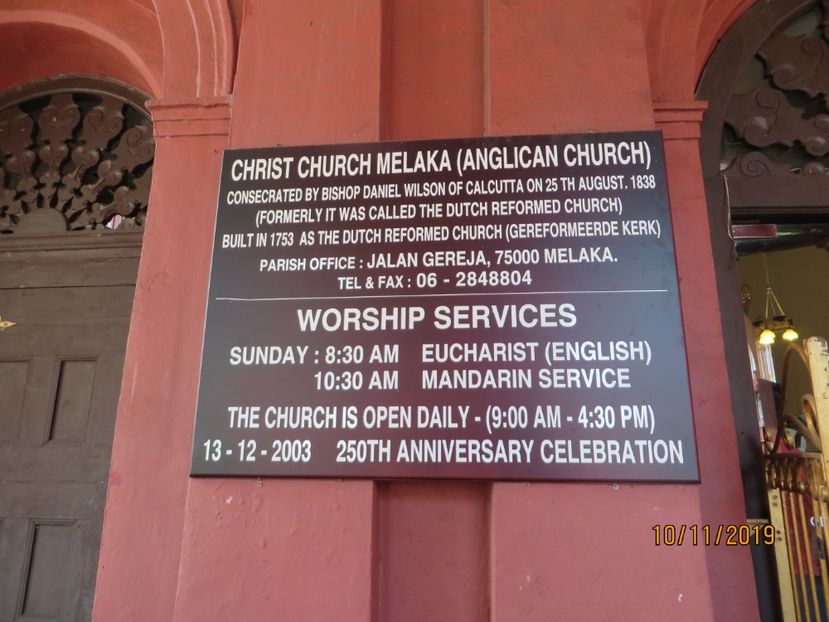 CHRIST CHURCH MELAKA (ANGLICAN CHURCH)
CONSECRATED BY BISHOP DANIEL WILSON OF CALCUTTA ON 25 TH AUGUST. 1838
(FORMERLY IT WAS CALLED THE DUTCH REFORMED CHURCH)
BUILT IN 1753 AS THE DUTCH REFORMED CHURCH (GEREFORMEERDE KERK)
PARISH OFFICE : JALAN GEREJA, 75000 MELAKA.
TEL & FAX : 06 - 2848804
WORSHIP SERVICES
SUNDAY : 8:30 AM EUCHARIST (ENGLISH)
10:30 AM MANDARIN SERVICE
THE CHURCH IS OPEN DAILY - (9:00 AM - 4:30 PM)
13 - 12 - 2003 250TH ANNIVERSARY CELEBRATION
10/11/2019